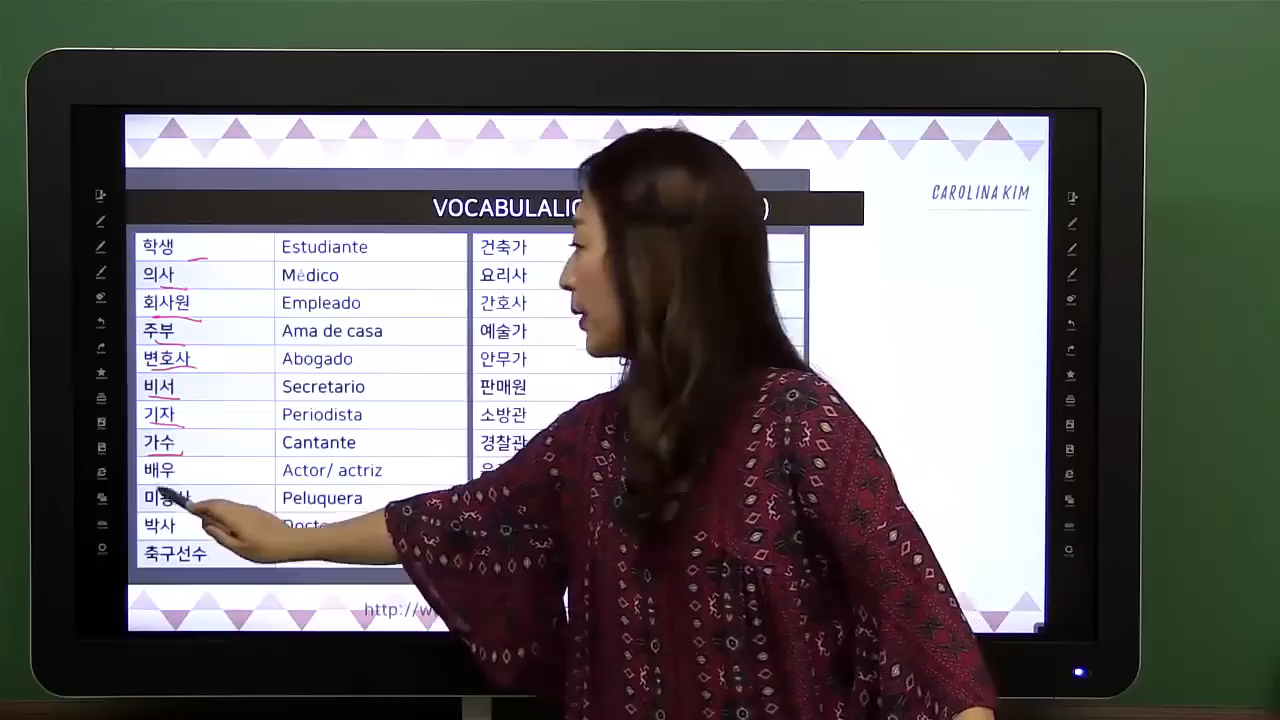 CAROLINA KIM
학생 Estudiante 건축가
의사 Médico 요리사
회사원 Empleado 간호사
주부 Ama de casa 예술가
변호사 Abogado 안무가
비서 Secretario 판매원
기자 Periodista 소방관
가수 Cantante 경찰관
배우 Actor/ actriz
Peluquera
박사
축구선수